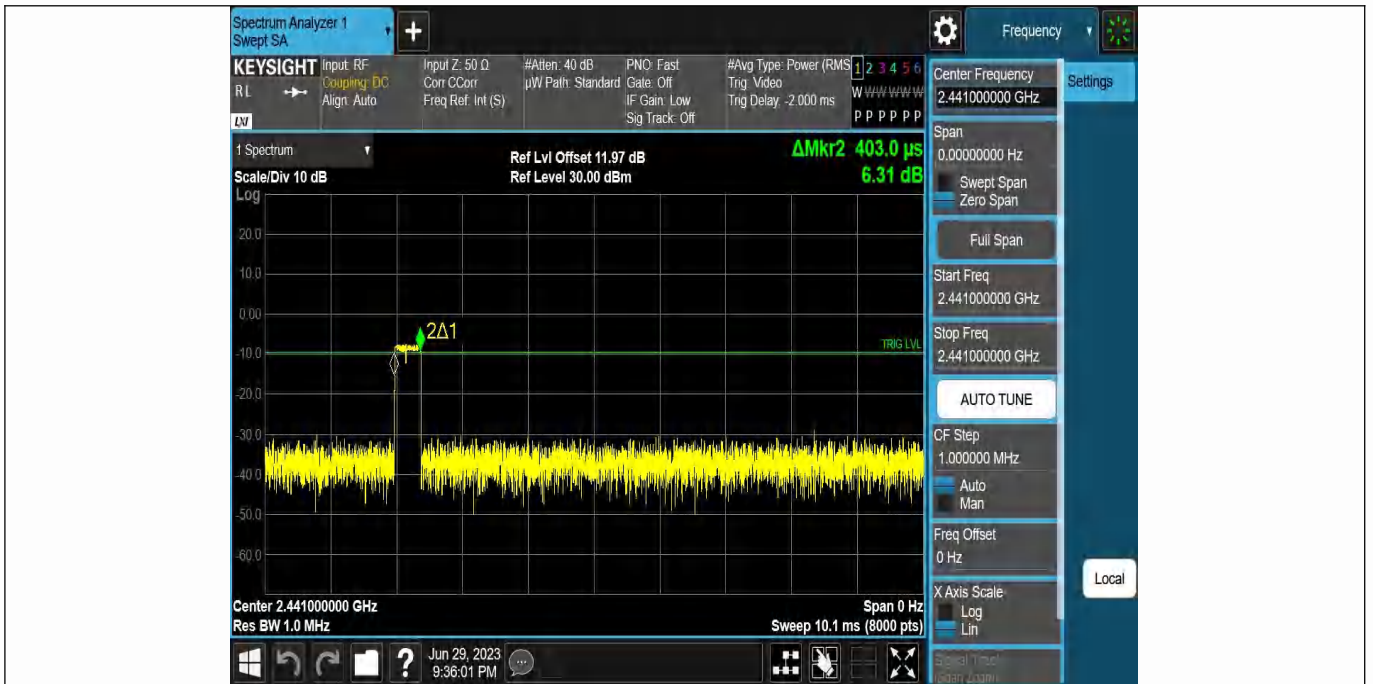 Spectrum Analyzer 1
Swept SA
+
Frequency
KEYSIGHT
R L
LXI
Input: RF
Coupling: DC
Align: Auto
Input Z: 50 Ω
Corr CCorr
Freq Ref: Int (S)
#Atten: 40 dB
µW Path: Standard
PNO: Fast
Gate: Off
IF Gain: Low
Sig Track: Off
#Avg Type: Power (RMS
Trig: Video
Trig Delay: -2.000 ms
1 2 3 4 5 6
W W W W W W
P P P P P P
Center Frequency
2.441000000 GHz
Settings
1 Spectrum
Scale/Div 10 dB
Ref Lvl Offset 11.97 dB
Ref Level 30.00 dBm
ΔMkr2 403.0 µs
6.31 dB
Span
0.00000000 Hz
Swept Span
Zero Span
Full Span
Start Freq
2.441000000 GHz
Stop Freq
2.441000000 GHz
AUTO TUNE
CF Step
1.000000 MHz
Auto
Man
Freq Offset
0 Hz
X Axis Scale
Log
Lin
Local
Log
20.0
10.0
0.00
-10.0
-20.0
-30.0
-40.0
-50.0
-60.0
2Δ1
TRIG LVL
Center 2.441000000 GHz
Span 0 Hz
Res BW 1.0 MHz
Sweep 10.1 ms (8000 pts)
?
Jun 29, 2023
9:36:01 PM